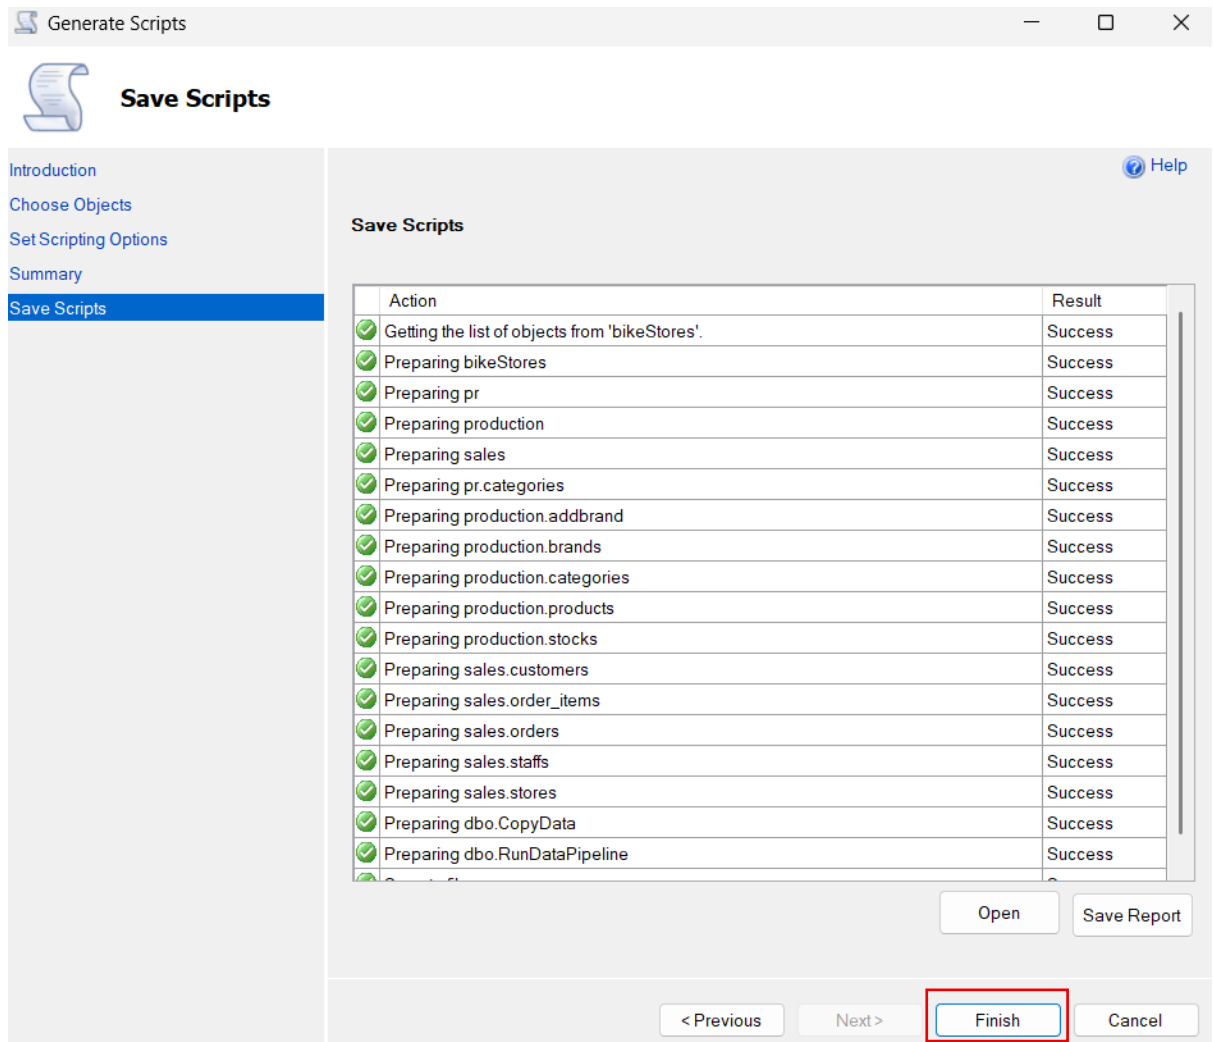 Generate Scripts
Save Scripts
Introduction
Choose Objects
Set Scripting Options
Summary
Save Scripts
Help
Save Scripts
Action Result
Getting the list of objects from 'bikeStores'. Success
Preparing bikeStores Success
Preparing pr Success
Preparing production Success
Preparing sales Success
Preparing pr.categories Success
Preparing production.addbrand Success
Preparing production.brands Success
Preparing production.categories Success
Preparing production.products Success
Preparing production.stocks Success
Preparing sales.customers Success
Preparing sales.order_items Success
Preparing sales.orders Success
Preparing sales.staffs Success
Preparing sales.stores Success
Preparing dbo.CopyData Success
Preparing dbo.RunDataPipeline Success
Open Save Report
< Previous Next > Finish Cancel